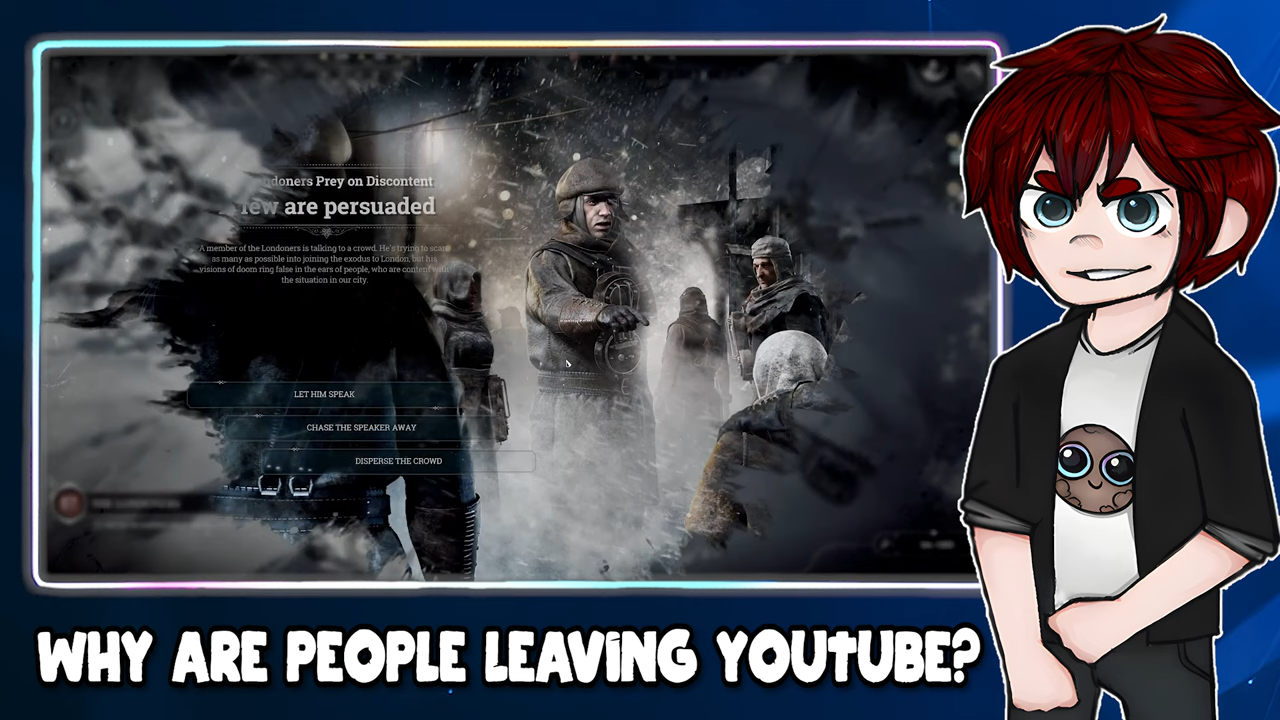 Prey on Discontent
are persuaded
A member of the Londoners is talking to a crowd. He's trying to scare
as many as possible into joining the exodus to London, but his
visions of doom ring false in the ears of people, who are content with
the situation in our city.
LET HIM SPEAK
CHASE THE SPEAKER AWAY
DISPERSE THE CROWD
WHY ARE PEOPLE LEAVING YOUTUBE?